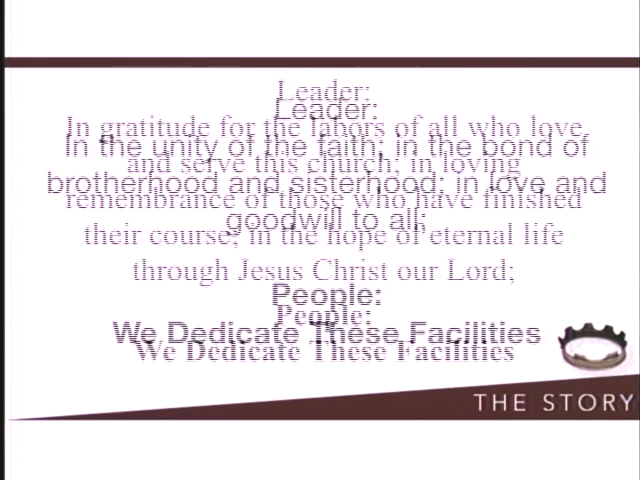 Leader:
In gratitude for the labors of all who love
and serve this church; in loving
remembrance of those who have finished
their course; in the hope of eternal life
through Jesus Christ our Lord;
People:
We Dedicate These Facilities
Leader:
In the unity of the faith; in the bond of
brotherhood and sisterhood; in love and
goodwill to all;
People:
We Dedicate These Facilities
THE STORY